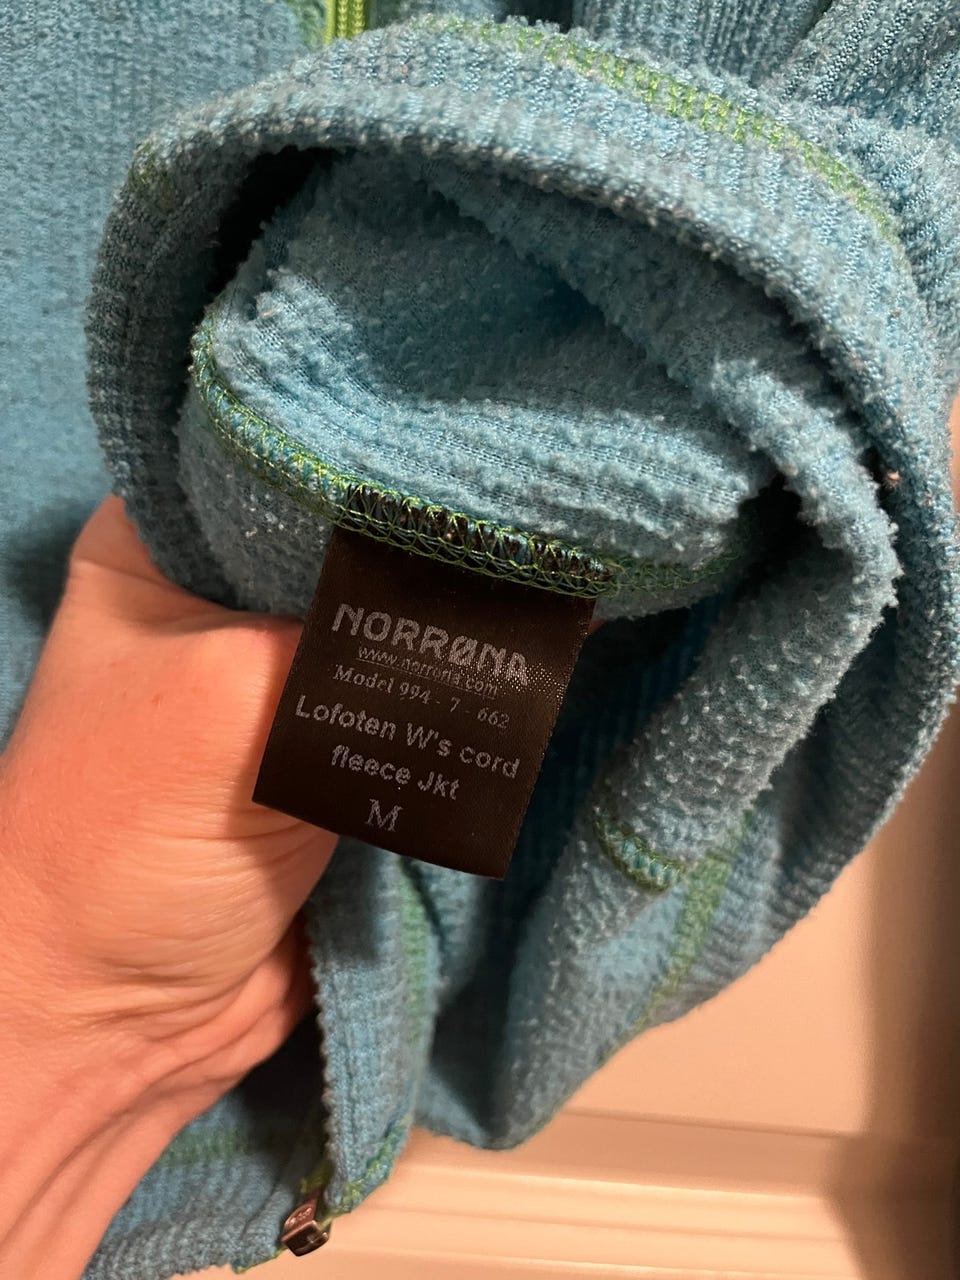 NORRØNA
www.norrona.com
Model 994 - 7 - 662
Lofoten W's cord
fleece Jkt
M